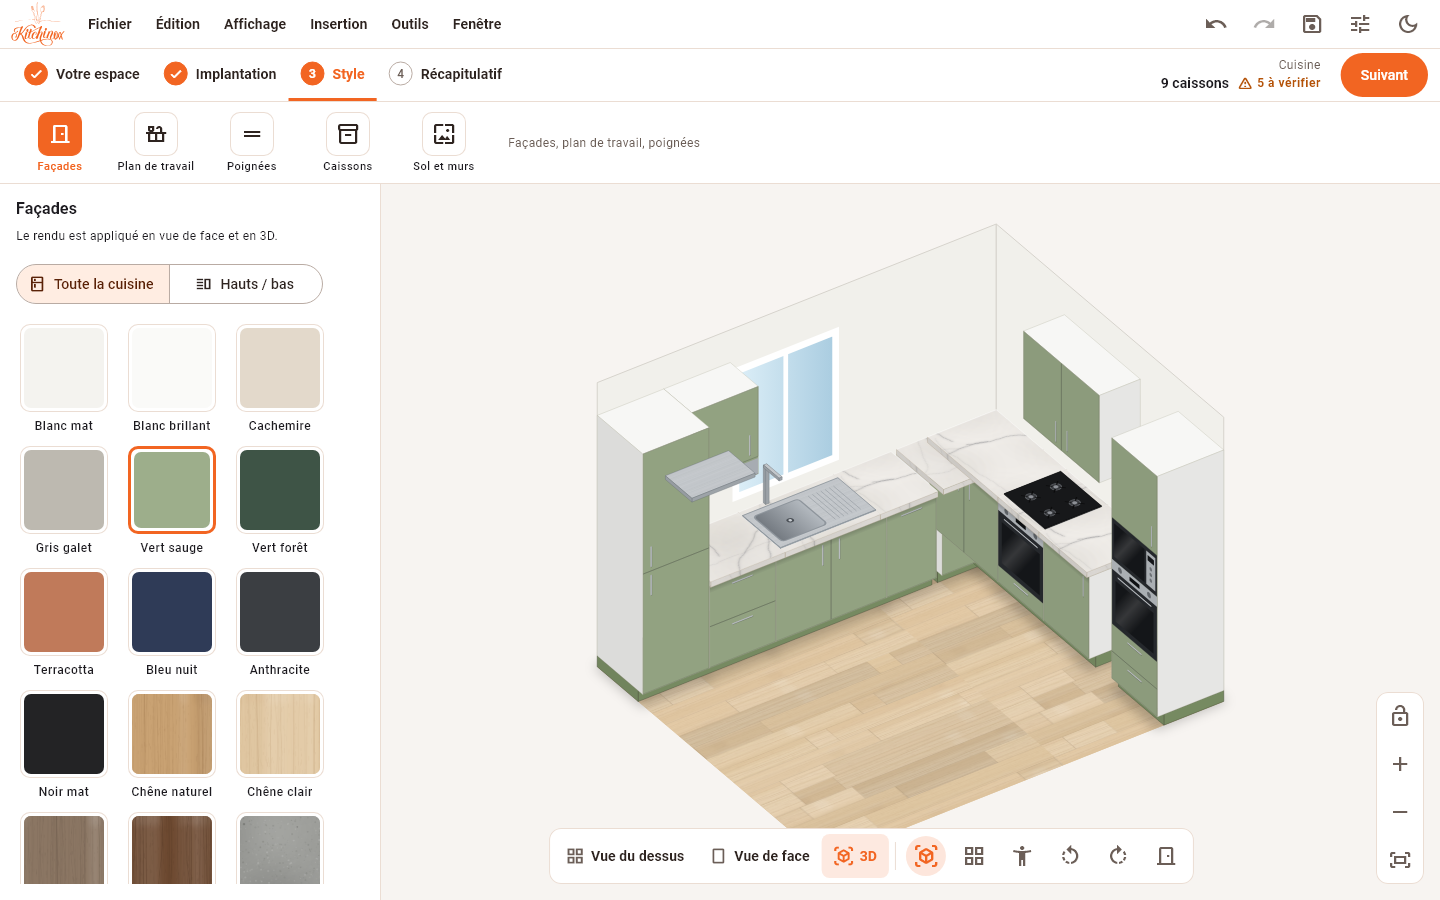 Kitchinox
Fichier
Édition
Affichage
Insertion
Outils
Fenêtre
Votre espace
Implantation
3 Style
4 Récapitulatif
Cuisine
9 caissons
5 à vérifier
Suivant
Façades
Plan de travail
Poignées
Caissons
Sol et murs
Façades, plan de travail, poignées
Façades
Le rendu est appliqué en vue de face et en 3D.
Toute la cuisine
Hauts / bas
Blanc mat
Blanc brillant
Cachemire
Gris galet
Vert sauge
Vert forêt
Terracotta
Bleu nuit
Anthracite
Noir mat
Chêne naturel
Chêne clair
Vue du dessus
Vue de face
3D